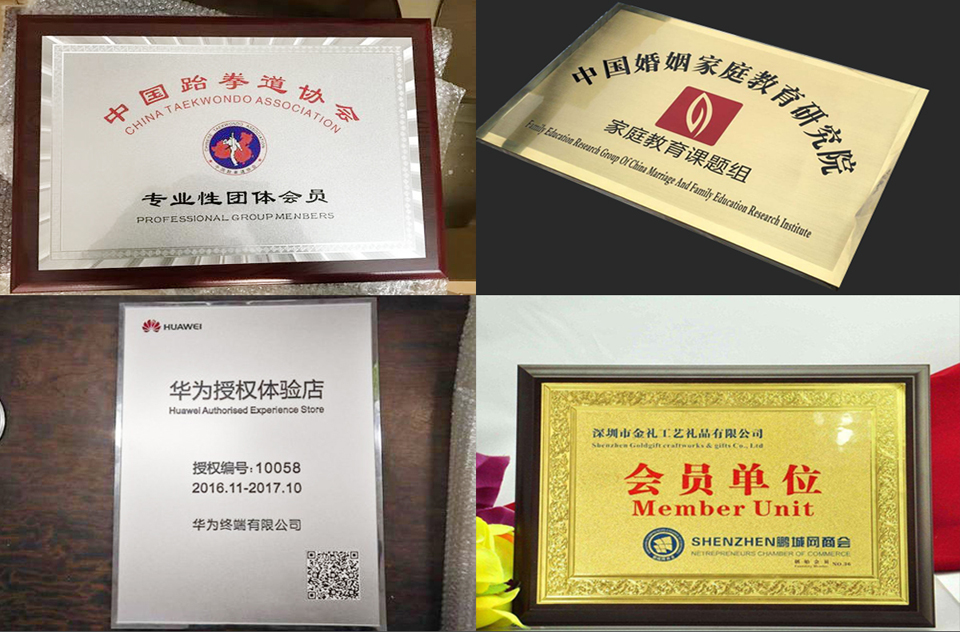 中国跆拳道协会
CHINA TAEKWONDO ASSOCIATION
专业性团体会员
PROFESSIONAL GROUP MENBERS
中国婚姻家庭教育研究院
家庭教育课题组
Family Education Research Group Of China Marriage And Family Education Research Institute
HUAWEI
华为授权体验店
Huawei Authorised Experience Store
授权编号:10058
2016.11-2017.10
华为终端有限公司
深圳市金礼工艺礼品有限公司
Shenzhen Goldgift craftworks & gifts Co., Ltd
会员单位
Member Unit
SHENZHEN鹏城网商会
NETREPRENEURS CHAMBER OF COMMERCE